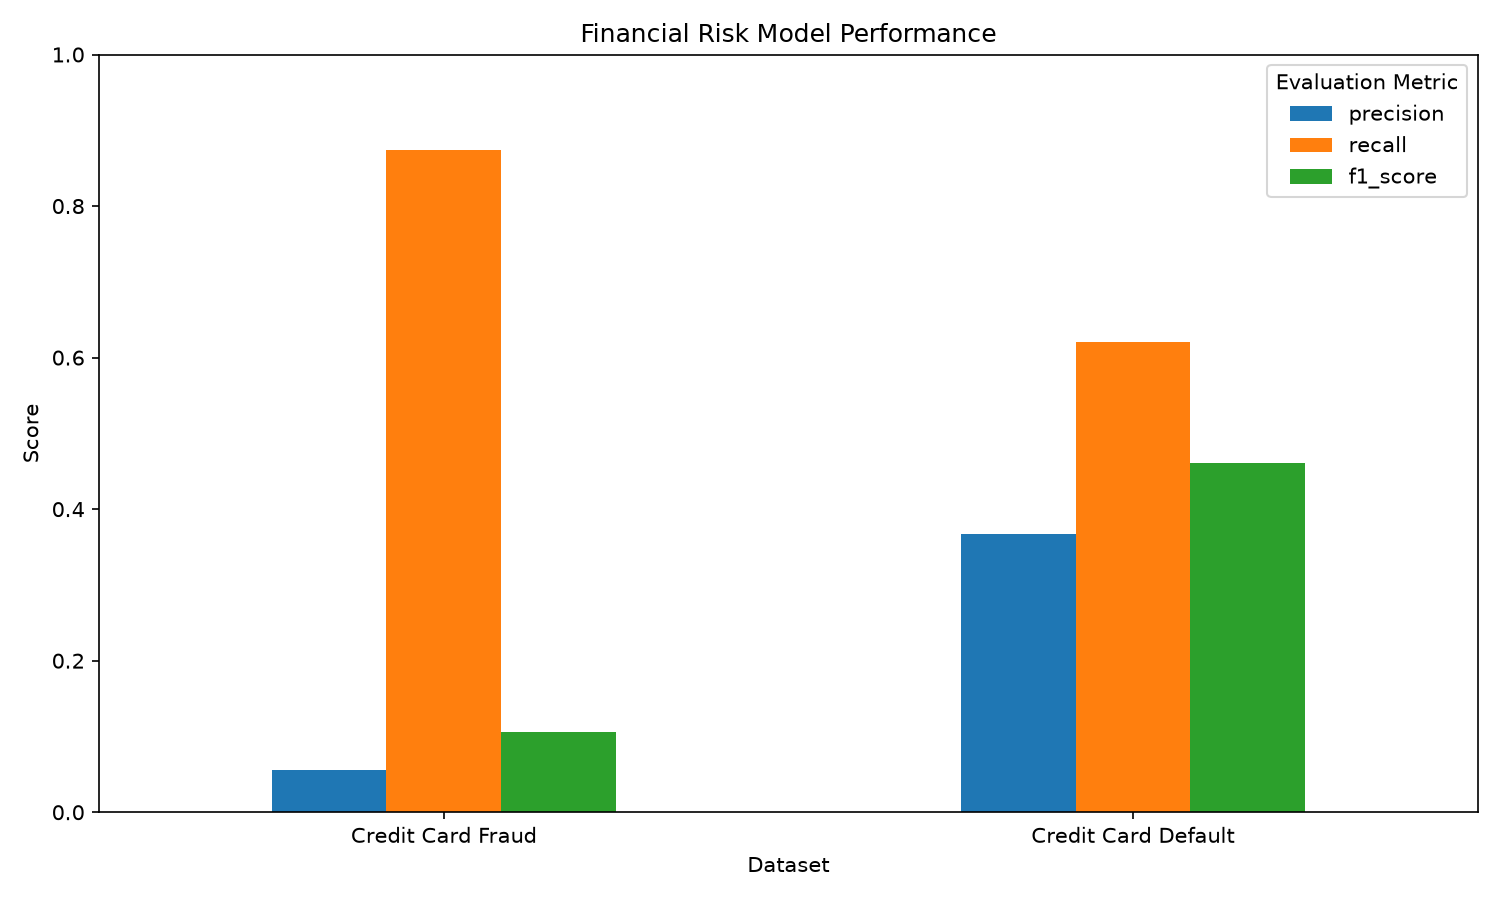 Financial Risk Model Performance
Evaluation Metric
precision
recall
f1_score
1.0
0.8
0.6
0.4
0.2
0.0
Score
Credit Card Fraud
Credit Card Default
Dataset